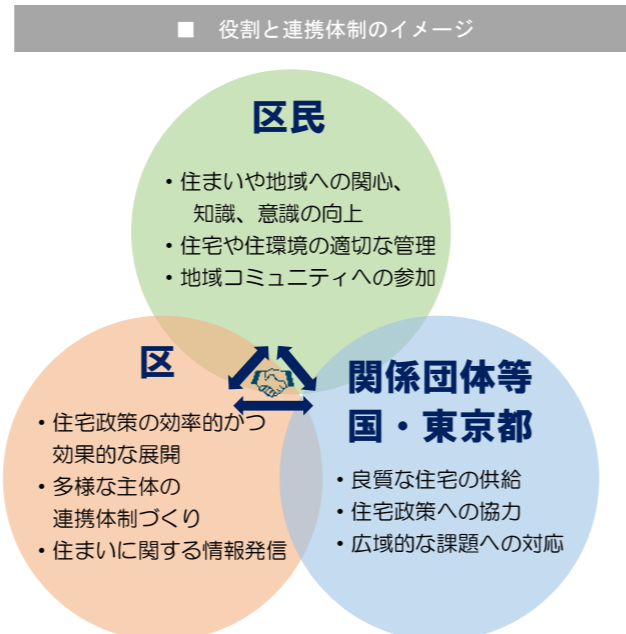 ■ 役割と連携体制のイメージ
区民
・住まいや地域への関心、
知識、意識の向上
・住宅や住環境の適切な管理
・地域コミュニティへの参加
区
・住宅政策の効率的かつ
効果的な展開
・多様な主体の
連携体制づくり
・住まいに関する情報発信
関係団体等
国・東京都
・良質な住宅の供給
・住宅政策への協力
・広域的な課題への対応